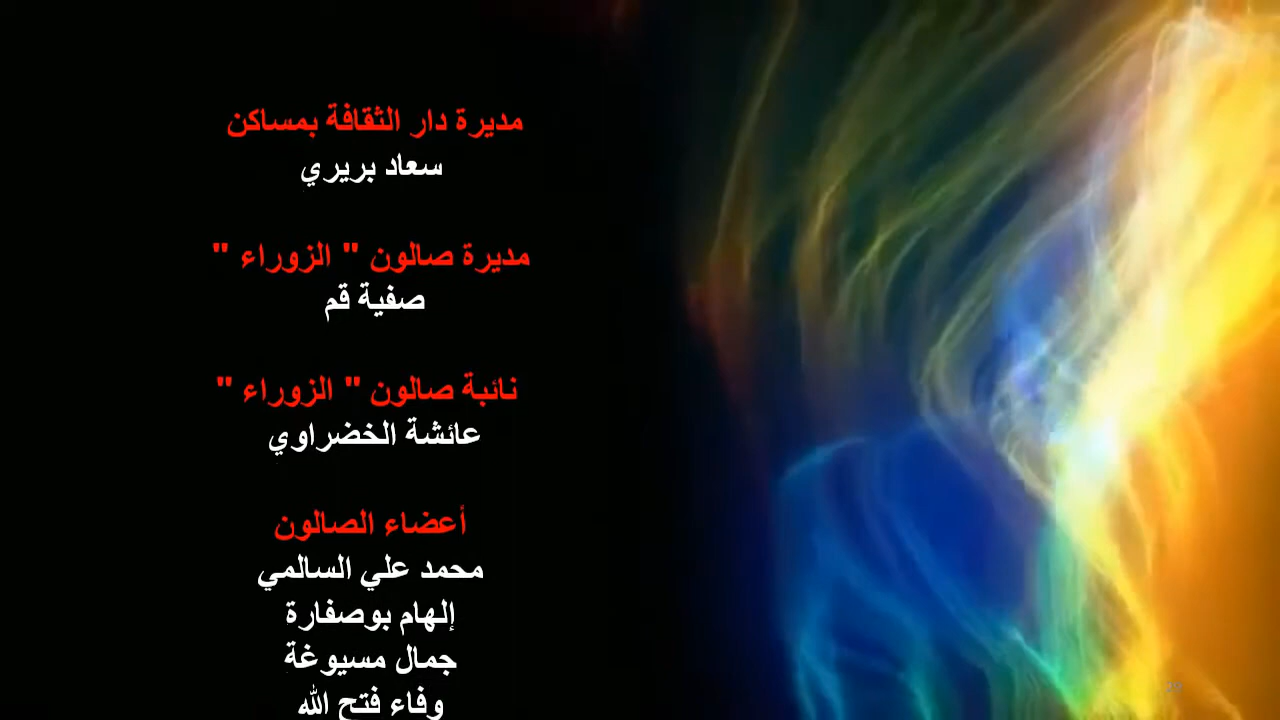 مديرة دار الثقافة بمساكن
سعاد بريري
مديرة صالون " الزوراء "
صفية قم
نائبة صالون " الزوراء "
عائشة الخضراوي
أعضاء الصالون
محمد علي السالمي
إلهام بوصفارة
جمال مسيوغة
وفاء فتح الله